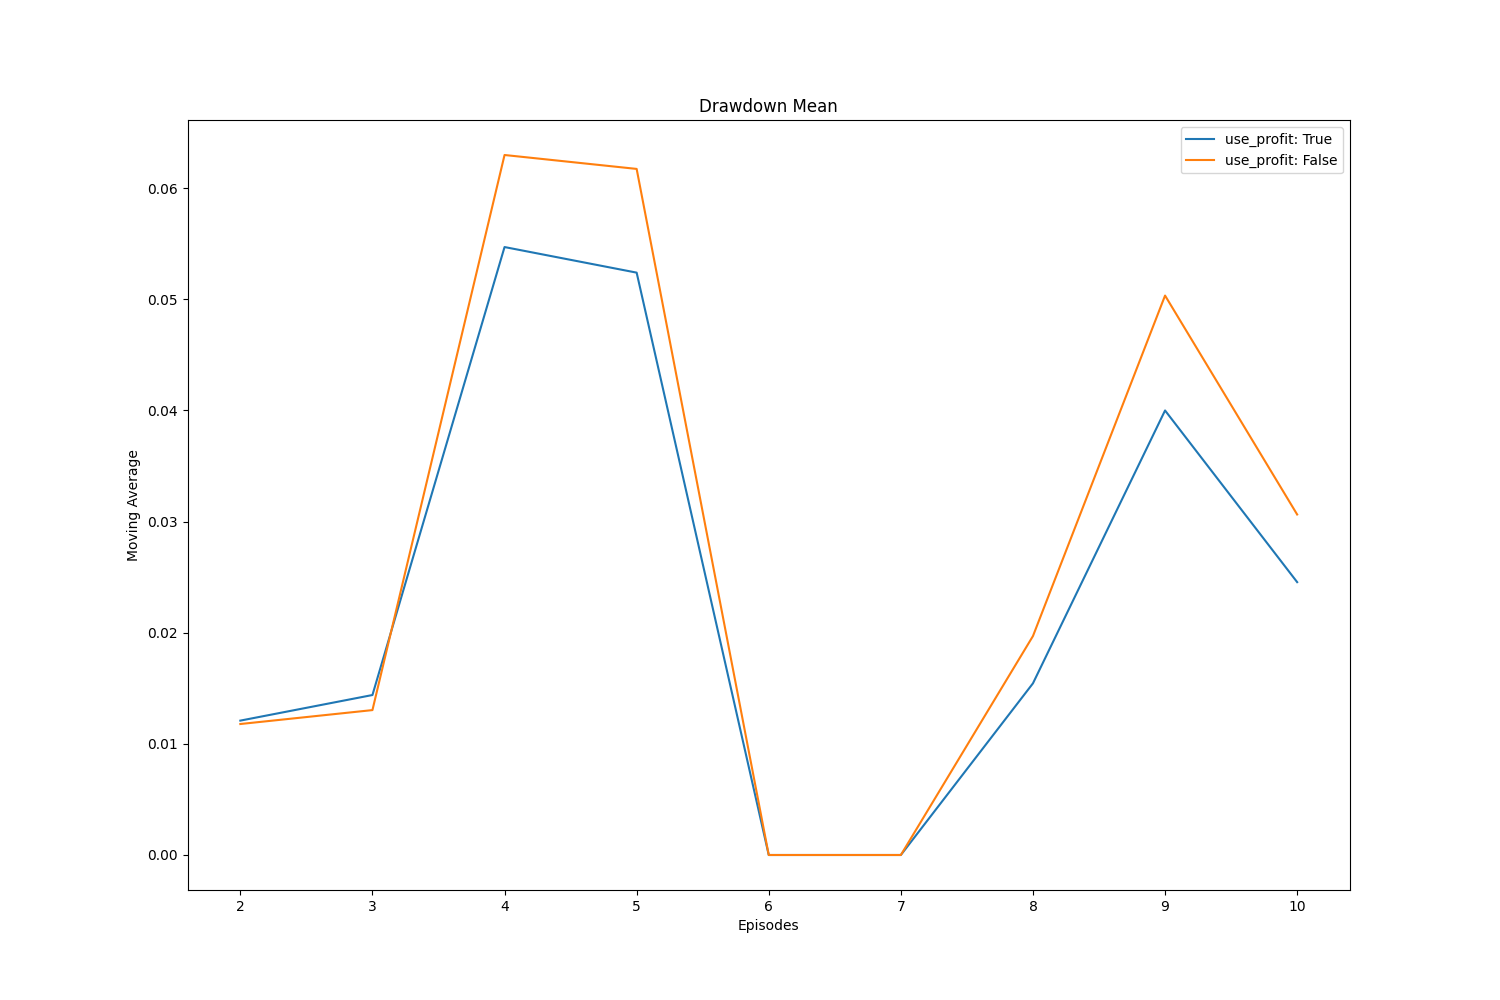 Drawdown Mean
use_profit: True
use_profit: False
0.06
0.05
0.04
0.03
0.02
0.01
0.00
Moving Average
2 3 4 5 6 7 8 9 10
Episodes